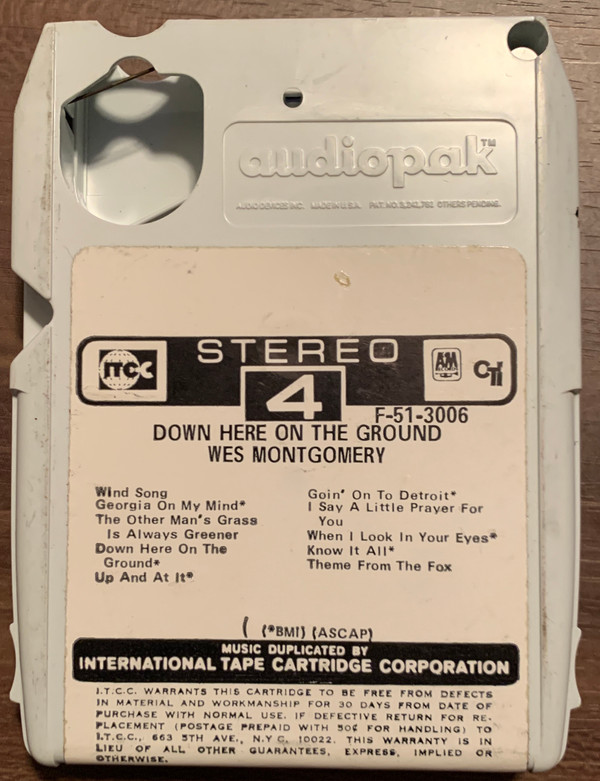 audiopak™
AUDIO DEVICES INC. MADE IN U.S.A. PAT. NO. 3,242,792 OTHERS PENDING.
STEREO
ITCC
4
A&M
CTi
F-51-3006
DOWN HERE ON THE GROUND
WES MONTGOMERY
Wind Song
Georgia On My Mind*
The Other Man's Grass
Is Always Greener
Down Here On The
Ground*
Up And At It*
Goin' On To Detroit*
I Say A Little Prayer For
You
When I Look In Your Eyes*
Know It All*
Theme From The Fox
(*BMI) (ASCAP)
MUSIC DUPLICATED BY
INTERNATIONAL TAPE CARTRIDGE CORPORATION
I.T.C.C. WARRANTS THIS CARTRIDGE TO BE FREE FROM DEFECTS
IN MATERIAL AND WORKMANSHIP FOR 30 DAYS FROM DATE OF
PURCHASE WITH NORMAL USE. IF DEFECTIVE RETURN FOR RE-
PLACEMENT (POSTAGE PREPAID WITH 50¢ FOR HANDLING) TO
I.T.C.C., 663 5TH AVE., N.Y.C. 10022. THIS WARRANTY IS IN
LIEU OF ALL OTHER GUARANTEES, EXPRESS, IMPLIED OR
OTHERWISE.